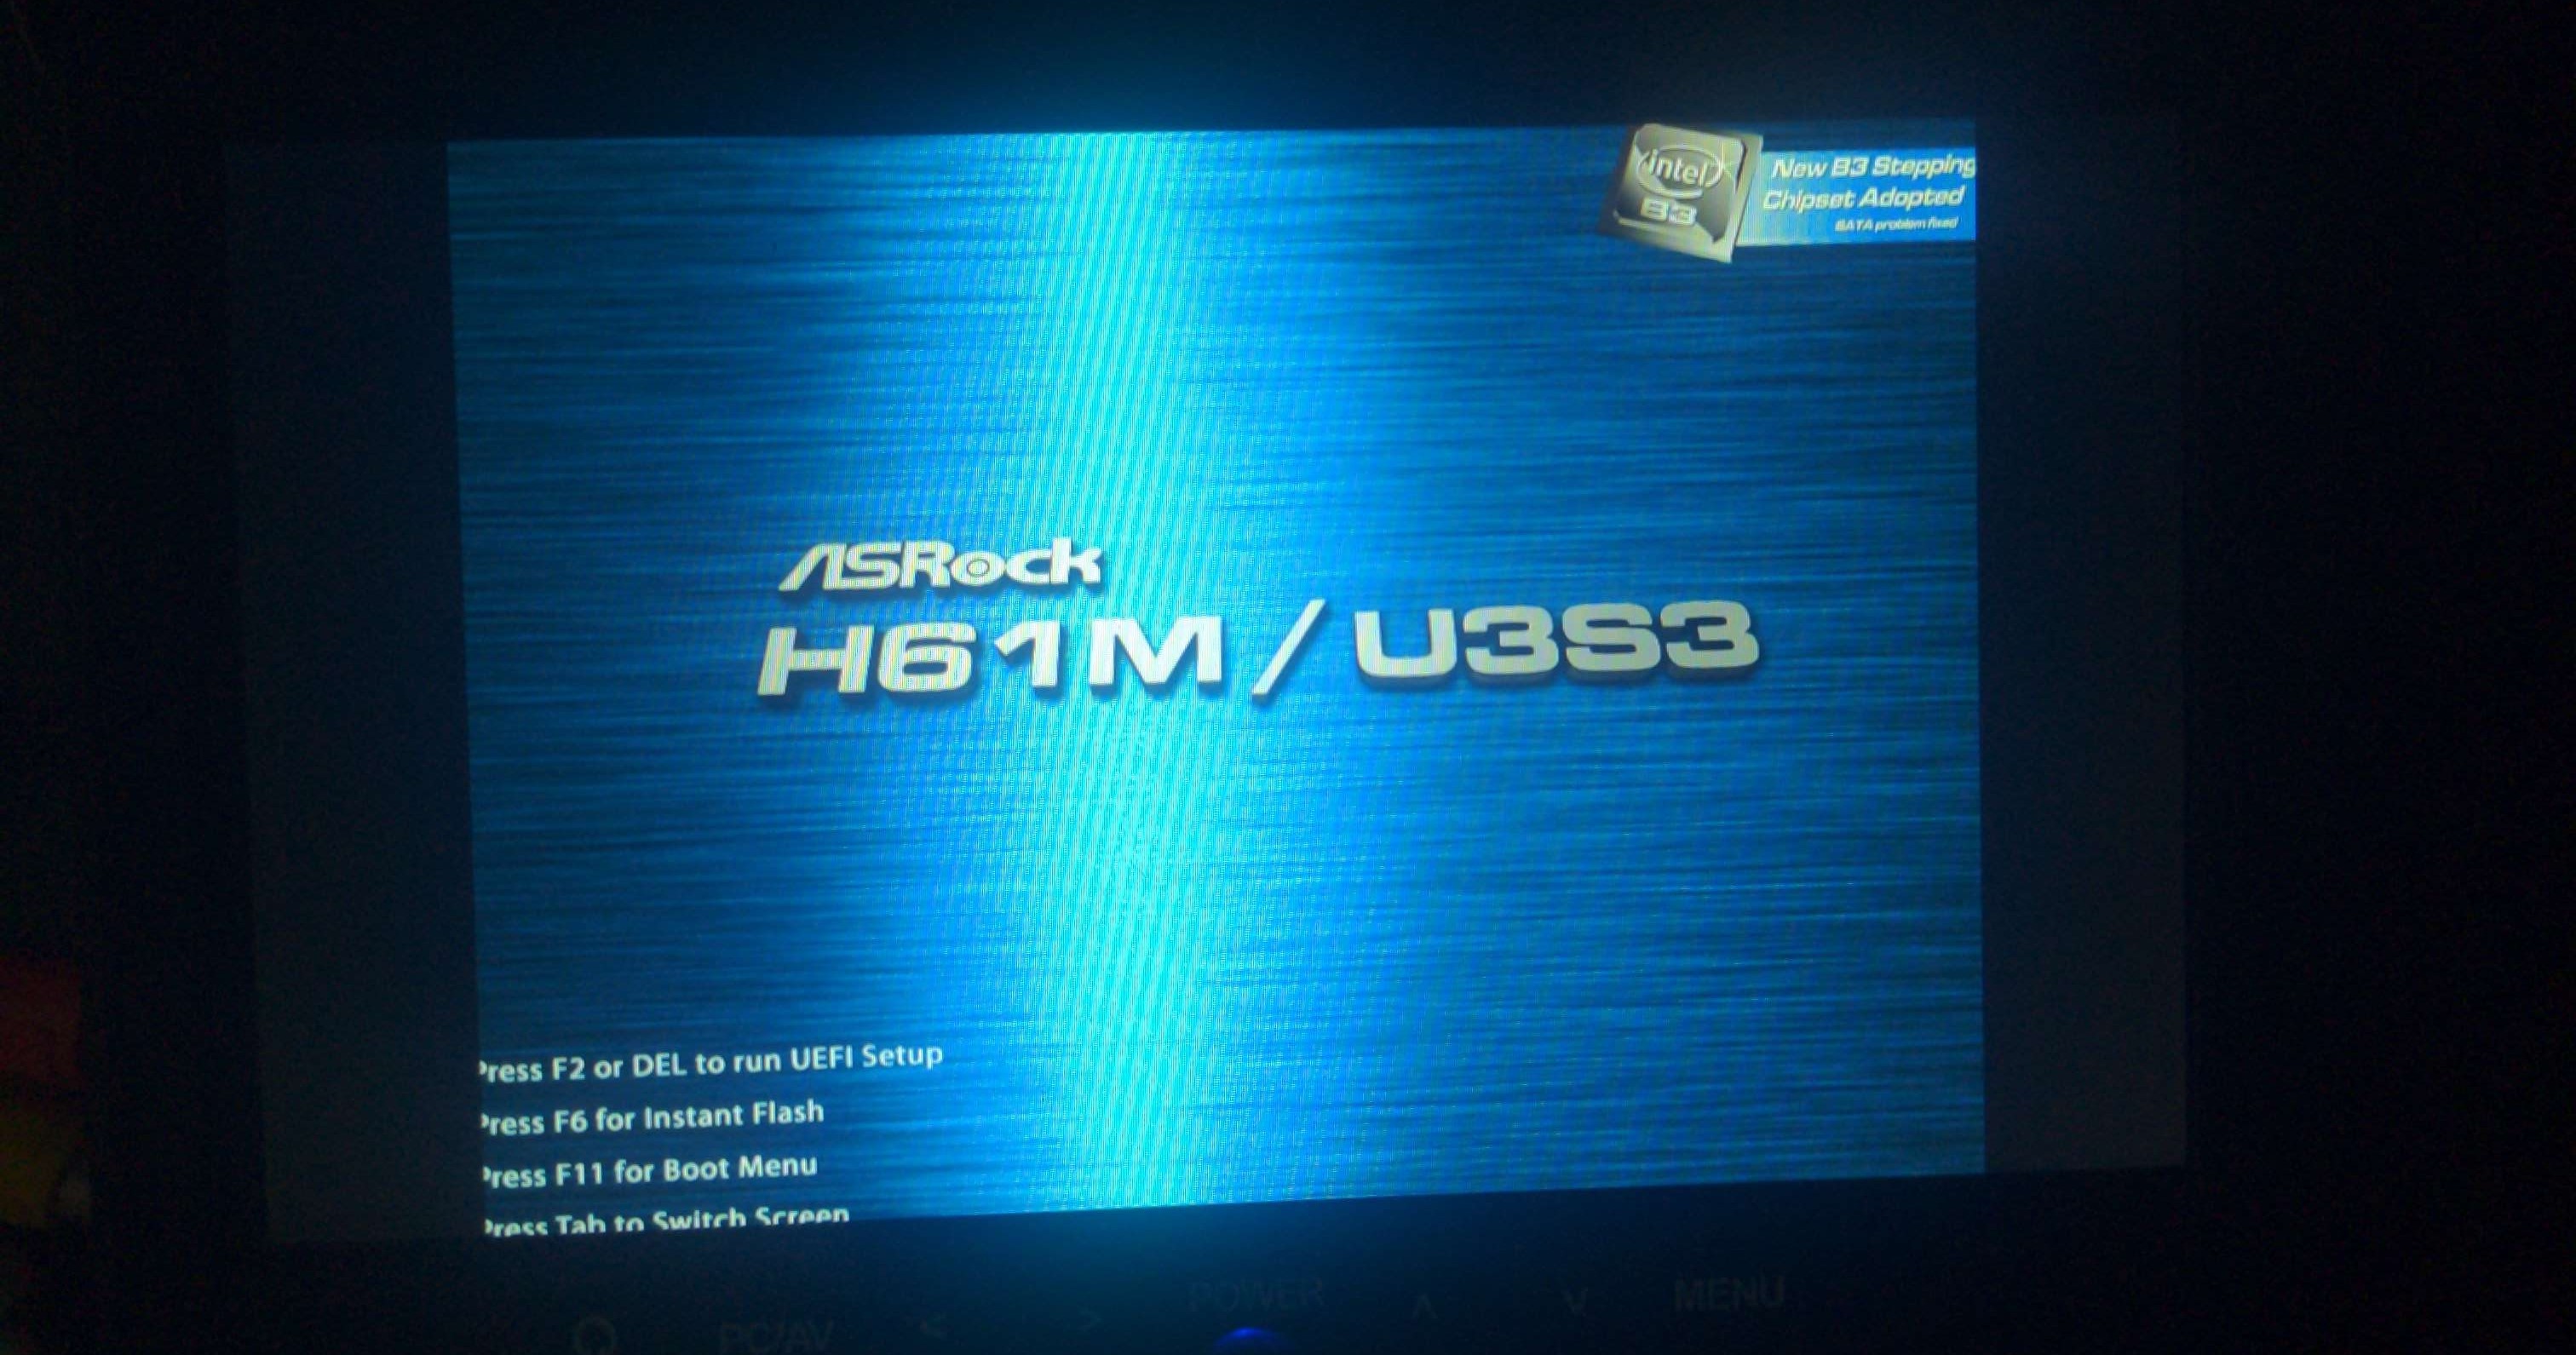 intel
B3
New B3 Stepping
Chipset Adopted
SATA problem fixed
ASRock
H61M / U3S3
Press F2 or DEL to run UEFI Setup
Press F6 for Instant Flash
Press F11 for Boot Menu
Press Tab to Switch Screen
PC/AV < > POWER ∧ ∨ MENU